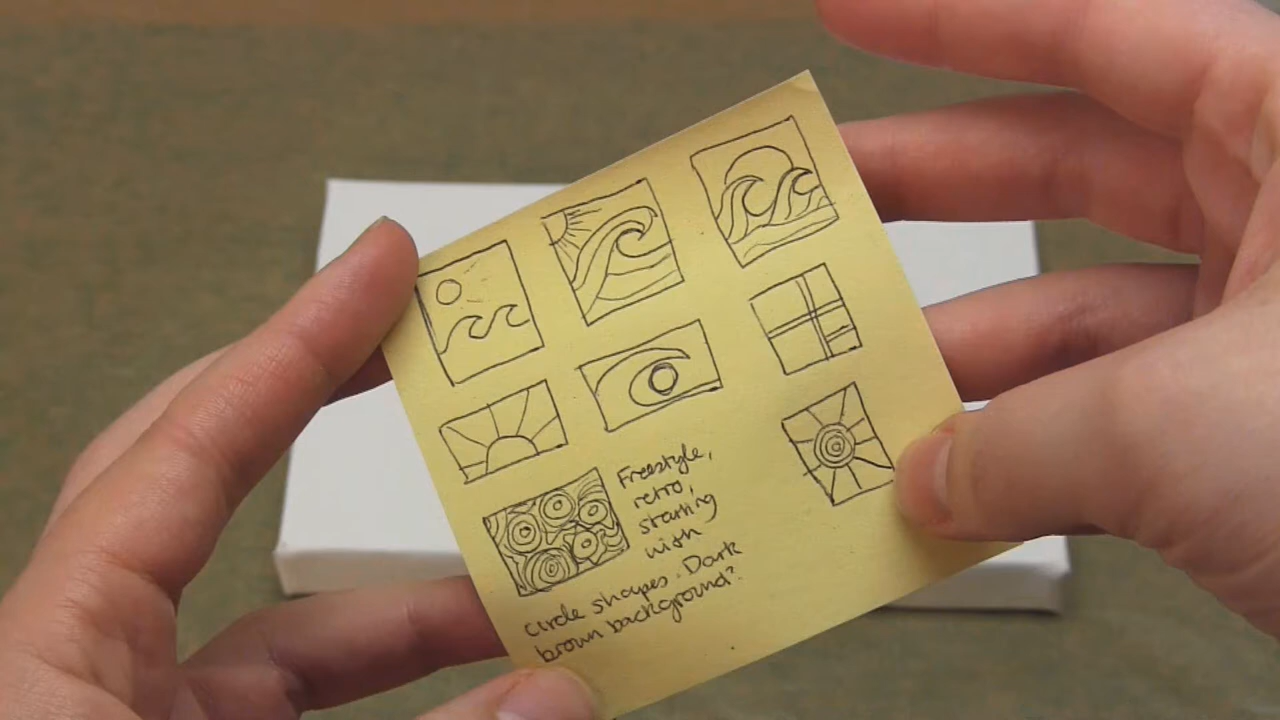 Freestyle,
retro,
starting
with
circle shapes. Dark
brown background?